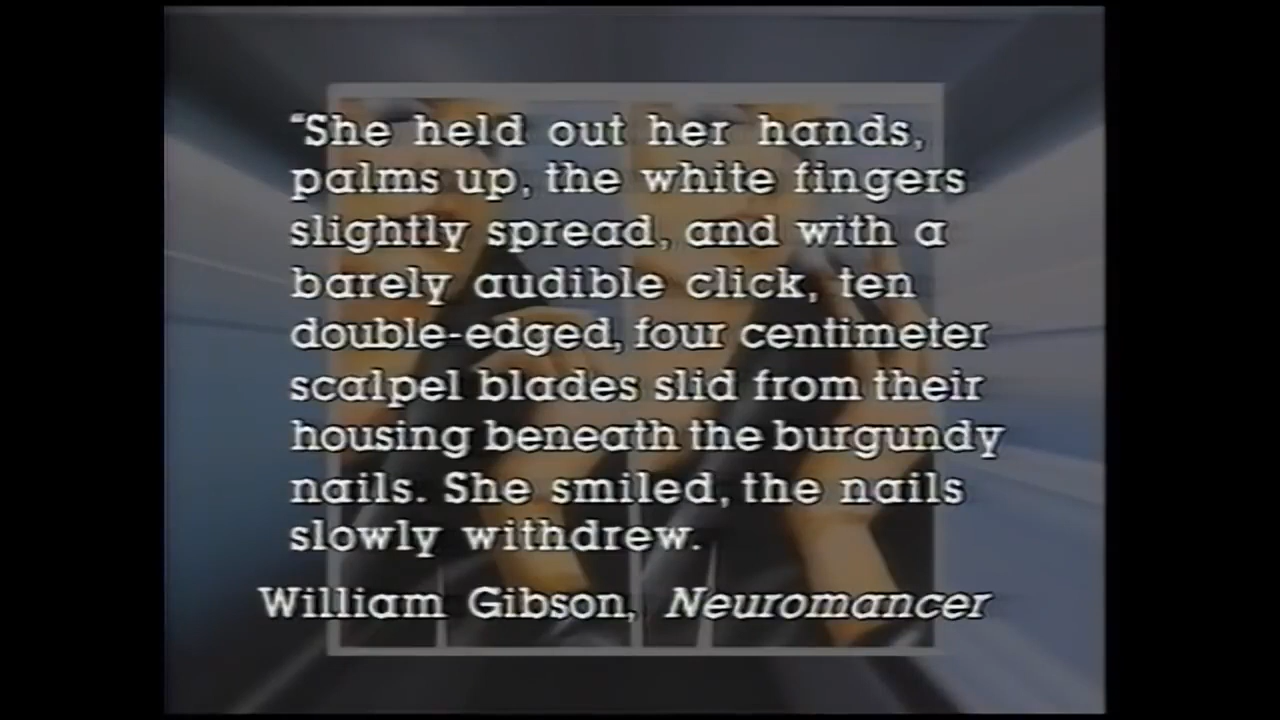 “She held out her hands,
palms up, the white fingers
slightly spread, and with a
barely audible click, ten
double-edged, four centimeter
scalpel blades slid from their
housing beneath the burgundy
nails. She smiled, the nails
slowly withdrew.
William Gibson, Neuromancer